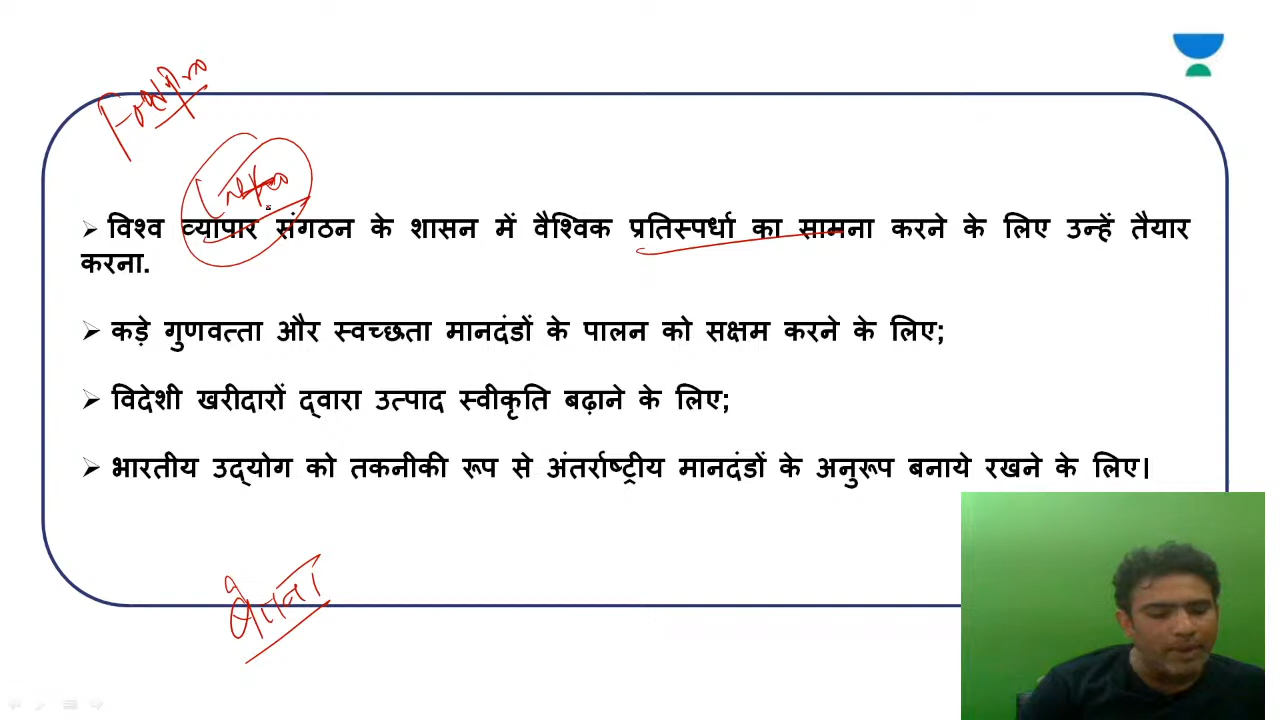 विश्व व्यापार संगठन के शासन में वैश्विक प्रतिस्पर्धा का सामना करने के लिए उन्हें तैयार
करना.
कड़े गुणवत्ता और स्वच्छता मानदंडों के पालन को सक्षम करने के लिए;
विदेशी खरीदारों द्वारा उत्पाद स्वीकृति बढ़ाने के लिए;
भारतीय उद्योग को तकनीकी रूप से अंतर्राष्ट्रीय मानदंडों के अनुरूप बनाये रखने के लिए।